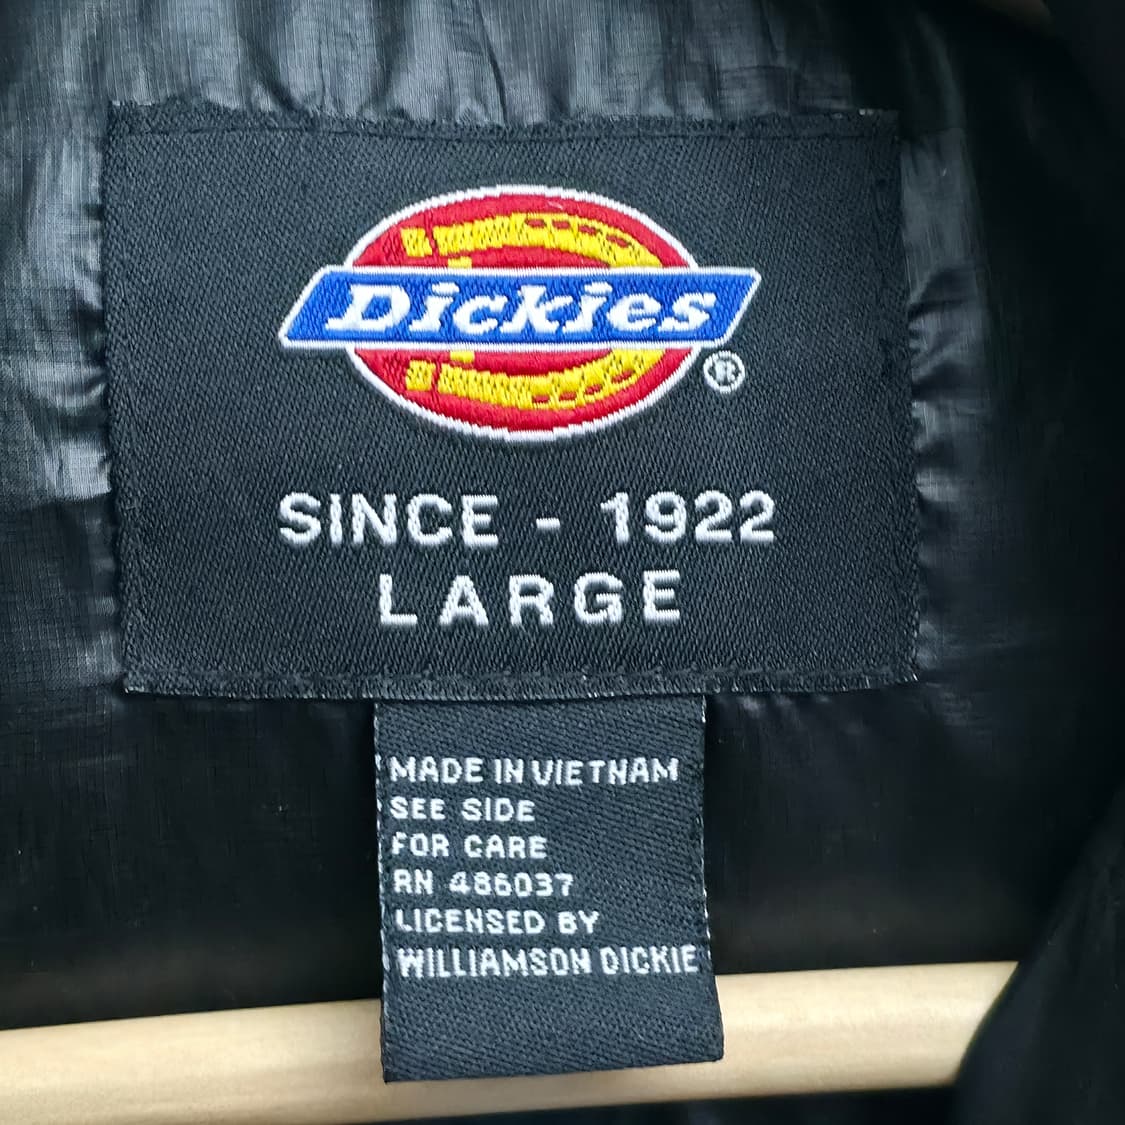 Dickies
®
SINCE - 1922
LARGE
MADE IN VIETNAM
SEE SIDE
FOR CARE
RN 486037
LICENSED BY
WILLIAMSON DICKIE